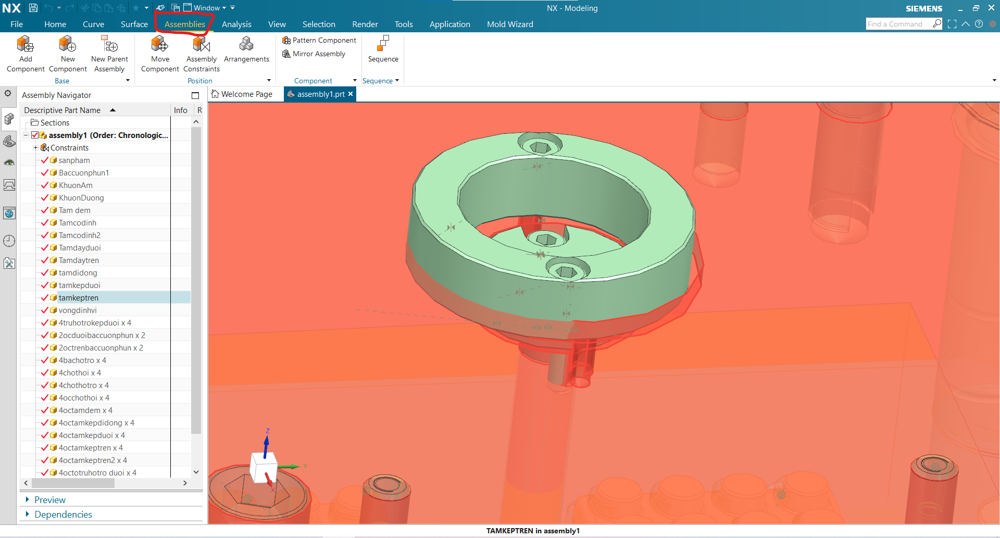 NX
Window
NX - Modeling
SIEMENS
File Home Curve Surface Assemblies Analysis View Selection Render Tools Application Mold Wizard
Find a Command
Add Component
New Component
New Parent Assembly
Base
Move Component
Assembly Constraints
Arrangements
Position
Pattern Component
Mirror Assembly
Component
Sequence
Sequence
Assembly Navigator
Welcome Page
assembly1.prt
Descriptive Part Name Info R
Sections
assembly1 (Order: Chronologic...
Constraints
sanpham
Baccuonphun1
KhuonAm
KhuonDuong
Tam dem
Tamcodinh
Tamcodinh2
Tamdayduoi
Tamdaytren
tamdidong
tamkepduoi
tamkeptren
vongdinhvi
4truhotrokepduoi x 4
2ocduoibaccuonphun x 2
2octrenbaccuonphun x 2
4bachotro x 4
4chothoi x 4
4chothotro x 4
4occhothoi x 4
4octamdem x 4
4octamkepdidong x 4
4octamkepduoi x 4
4octamkeptren x 4
4octamkeptren2 x 4
4octotruhotro duoi x 4
Preview
Dependencies
Z
Y
X
TAMKEPTREN in assembly1